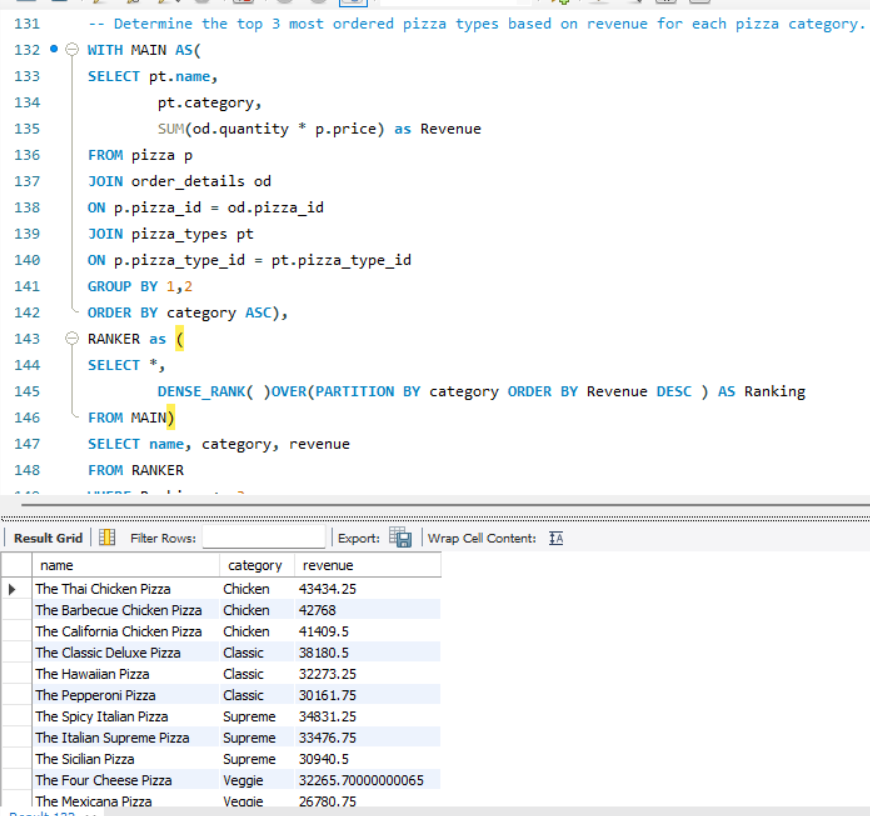 131 -- Determine the top 3 most ordered pizza types based on revenue for each pizza category.
132 WITH MAIN AS(
133 SELECT pt.name,
134 pt.category,
135 SUM(od.quantity * p.price) as Revenue
136 FROM pizza p
137 JOIN order_details od
138 ON p.pizza_id = od.pizza_id
139 JOIN pizza_types pt
140 ON p.pizza_type_id = pt.pizza_type_id
141 GROUP BY 1,2
142 ORDER BY category ASC),
143 RANKER as (
144 SELECT *,
145 DENSE_RANK( )OVER(PARTITION BY category ORDER BY Revenue DESC ) AS Ranking
146 FROM MAIN)
147 SELECT name, category, revenue
148 FROM RANKER
Result Grid Filter Rows: Export: Wrap Cell Content:
name category revenue
The Thai Chicken Pizza Chicken 43434.25
The Barbecue Chicken Pizza Chicken 42768
The California Chicken Pizza Chicken 41409.5
The Classic Deluxe Pizza Classic 38180.5
The Hawaiian Pizza Classic 32273.25
The Pepperoni Pizza Classic 30161.75
The Spicy Italian Pizza Supreme 34831.25
The Italian Supreme Pizza Supreme 33476.75
The Sicilian Pizza Supreme 30940.5
The Four Cheese Pizza Veggie 32265.70000000065
The Mexicana Pizza Veggie 26780.75